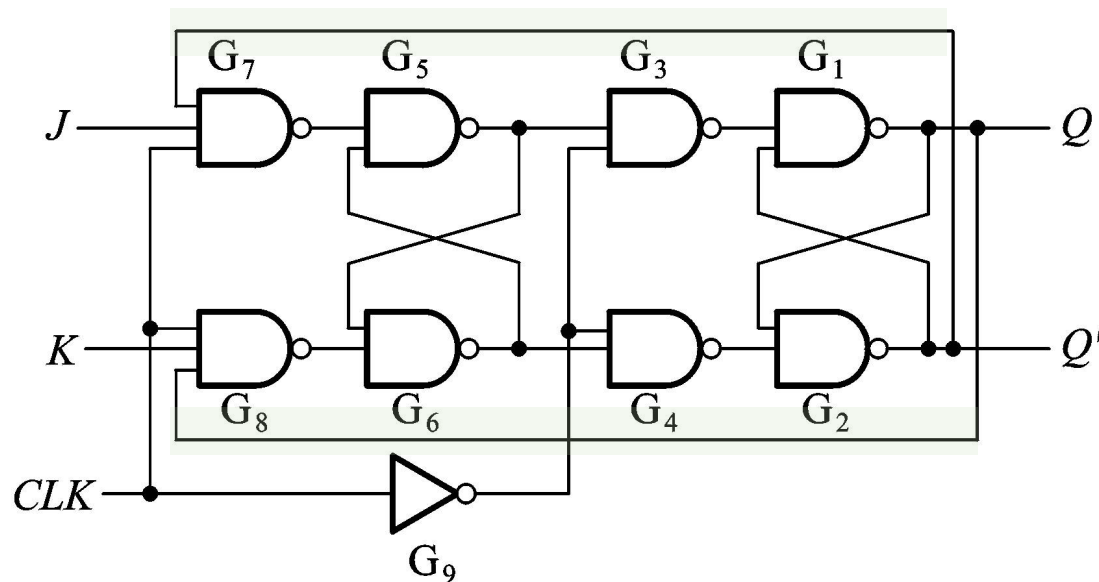 G₇ G₅ G₃ G₁
J Q
K Q'
G₈ G₆ G₄ G₂
CLK
G₉